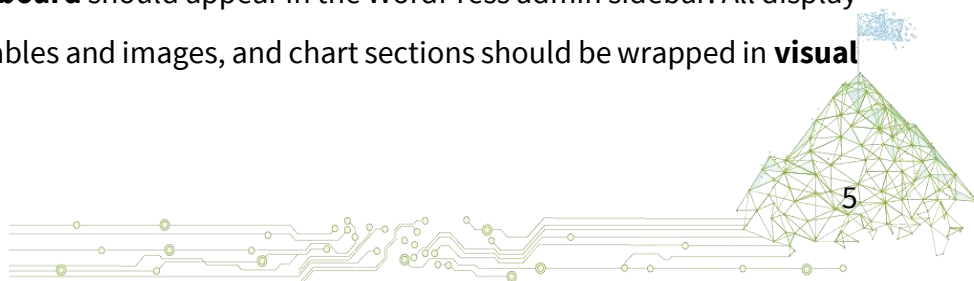 board should appear in the WordPress admin sidebar. All display
ables and images, and chart sections should be wrapped in visual
5